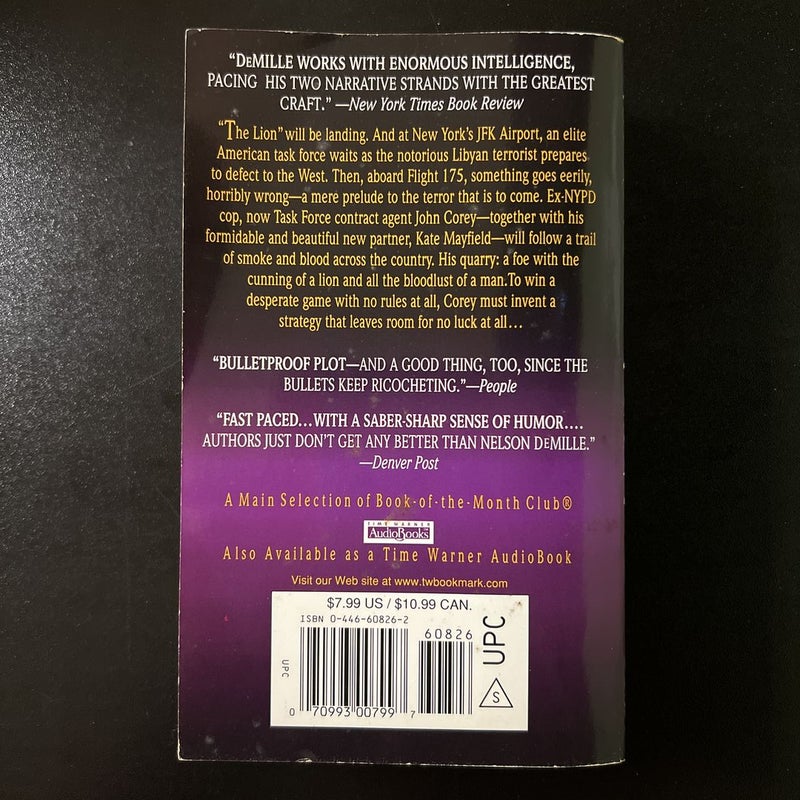 “DEMILLE WORKS WITH ENORMOUS INTELLIGENCE,
PACING HIS TWO NARRATIVE STRANDS WITH THE GREATEST
CRAFT.” —New York Times Book Review
“The Lion” will be landing. And at New York’s JFK Airport, an elite
American task force waits as the notorious Libyan terrorist prepares
to defect to the West. Then, aboard Flight 175, something goes eerily,
horribly wrong—a mere prelude to the terror that is to come. Ex-NYPD
cop, now Task Force contract agent John Corey—together with his
formidable and beautiful new partner, Kate Mayfield—will follow a trail
of smoke and blood across the country. His quarry: a foe with the
cunning of a lion and all the bloodlust of a man.To win a
desperate game with no rules at all, Corey must invent a
strategy that leaves room for no luck at all…
“BULLETPROOF PLOT—AND A GOOD THING, TOO, SINCE THE
BULLETS KEEP RICOCHETING.”—People
“FAST PACED…WITH A SABER-SHARP SENSE OF HUMOR….
AUTHORS JUST DON’T GET ANY BETTER THAN NELSON DEMILLE.”
—Denver Post
A Main Selection of Book-of-the-Month Club®
TIME WARNER
AudioBooks
Also Available as a Time Warner AudioBook
Visit our Web site at www.twbookmark.com
$7.99 US / $10.99 CAN.
ISBN 0-446-60826-2
60826
UPC
UPC
S
0 70993 00799 7